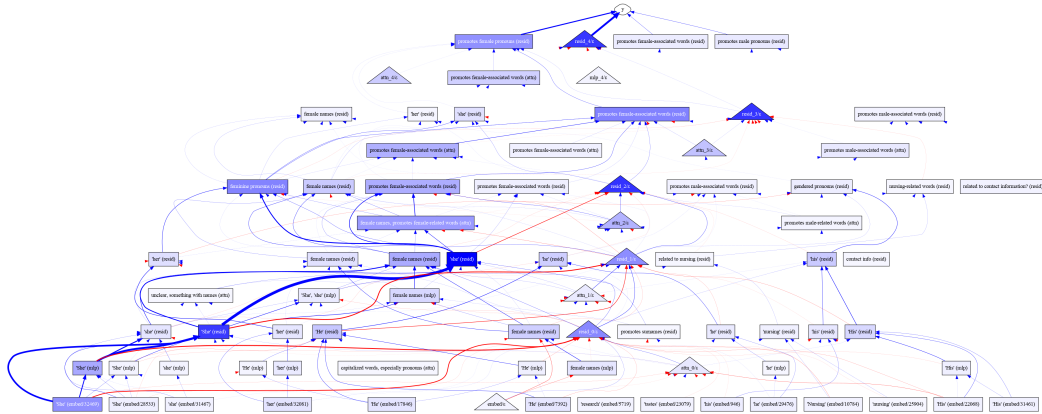 y
promotes female pronouns (resid)
resid_4/ε
promotes female-associated words (resid)
promotes male pronouns (resid)
attn_4/ε
promotes female-associated words (attn)
mlp_4/ε
female names (resid)
'her' (resid)
'she' (resid)
promotes female-associated words (resid)
resid_3/ε
promotes male-associated words (resid)
promotes female-associated words (attn)
promotes female-associated words (attn)
attn_3/ε
promotes male-associated words (attn)
feminine pronouns (resid)
female names (resid)
promotes female-associated words (resid)
promotes female-associated words (resid)
resid_2/ε
promotes male-associated words (resid)
gendered pronouns (resid)
nursing-related words (resid)
related to contact information? (resid)
female names, promotes female-related words (attn)
attn_2/ε
promotes male-related words (attn)
'her' (resid)
female names (resid)
female names (resid)
'she' (resid)
'he' (resid)
resid_1/ε
related to nursing (resid)
'his' (resid)
contact info (resid)
unclear, something with names (attn)
'She', 'she' (mlp)
female names (mlp)
attn_1/ε
'she' (resid)
'She' (resid)
'her' (resid)
'He' (resid)
female names (resid)
resid_0/ε
promotes surnames (resid)
'he' (resid)
'nursing' (resid)
'his' (resid)
'His' (resid)
'She' (mlp)
'She' (mlp)
'she' (mlp)
'He' (mlp)
'her' (mlp)
capitalized words, especially pronouns (attn)
'He' (mlp)
female names (mlp)
attn_0/ε
'he' (mlp)
'His' (mlp)
'She' (embed/12469)
'She' (embed/28533)
'she' (embed/31467)
'her' (embed/32081)
'He' (embed/17846)
embed/ε
'He' (embed/7392)
'research' (embed/5719)
'notes' (embed/23079)
'his' (embed/946)
'he' (embed/29476)
'Nursing' (embed/10784)
'nursing' (embed/25904)
'His' (embed/22068)
'His' (embed/31461)